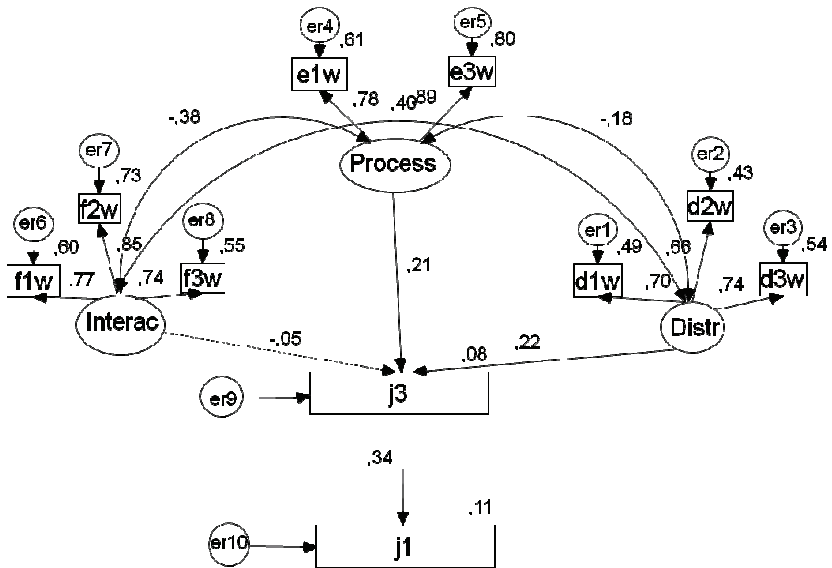 er4
er5
,61
,80
e1w
e3w
,78
,40
,89
-,38
-,18
Process
er7
er2
,73
,43
f2w
d2w
er6
er8
er1
er3
,60
,85
,55
,49
,66
,54
f1w
,77
,74
f3w
d1w
,70
,74
d3w
Interac
Distr
,21
-,05
,08
,22
er9
j3
,34
,11
er10
j1